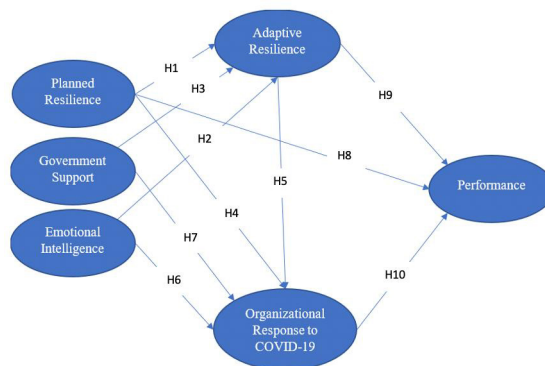 Adaptive
Resilience
H1
H3
Planned
Resilience
H9
H2
H8
Government
Support
H5
Performance
Emotional
Intelligence
H4
H7
H6
H10
Organizational
Response to
COVID-19